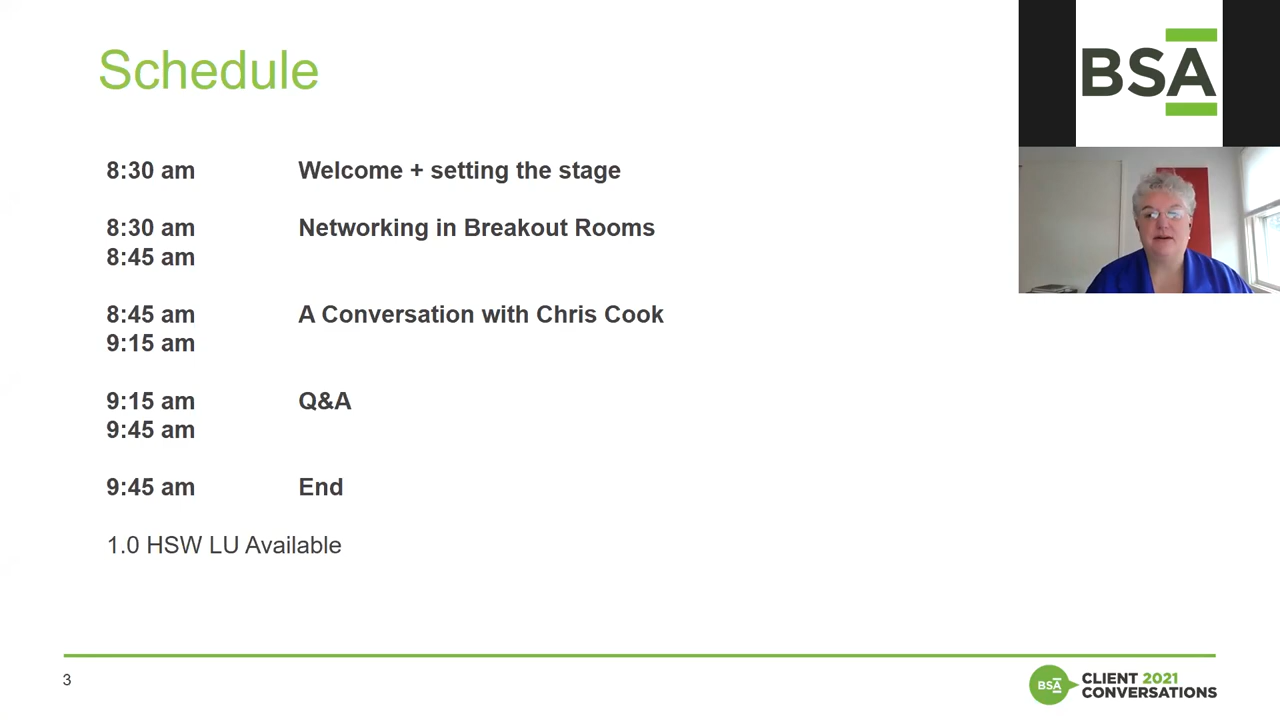 Schedule
BSA
8:30 am Welcome + setting the stage
8:30 am Networking in Breakout Rooms
8:45 am
8:45 am A Conversation with Chris Cook
9:15 am
9:15 am Q&A
9:45 am
9:45 am End
1.0 HSW LU Available
3
BSA
CLIENT 2021
CONVERSATIONS